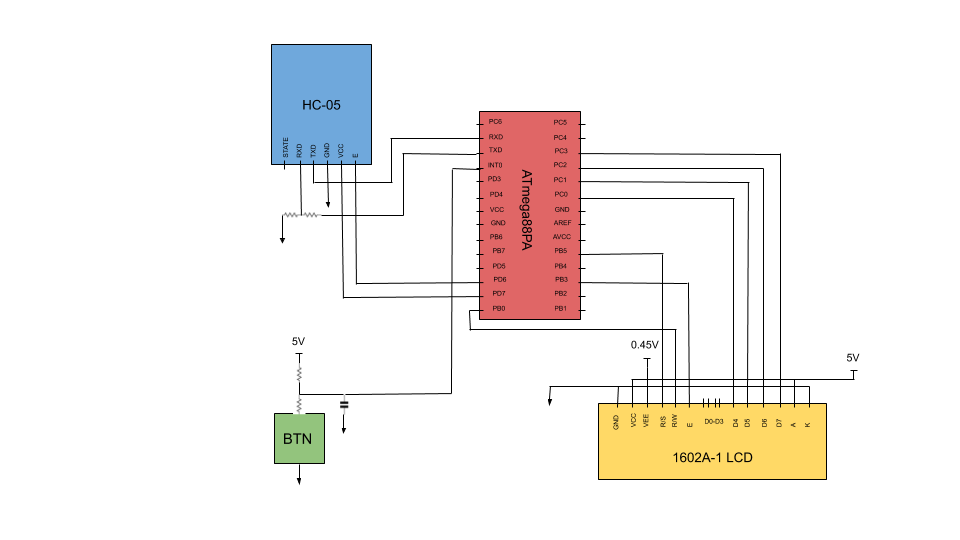 HC-05
STATE
RXD
TXD
GND
VCC
E
PC6
RXD
TXD
INT0
PD3
PD4
VCC
GND
PB6
PB7
PD5
PD6
PD7
PB0
ATmega88PA
PC5
PC4
PC3
PC2
PC1
PC0
GND
AREF
AVCC
PB5
PB4
PB3
PB2
PB1
5V
BTN
0.45V
5V
GND
VCC
VEE
R/S
R/W
E
D0-D3
D4
D5
D6
D7
A
K
1602A-1 LCD